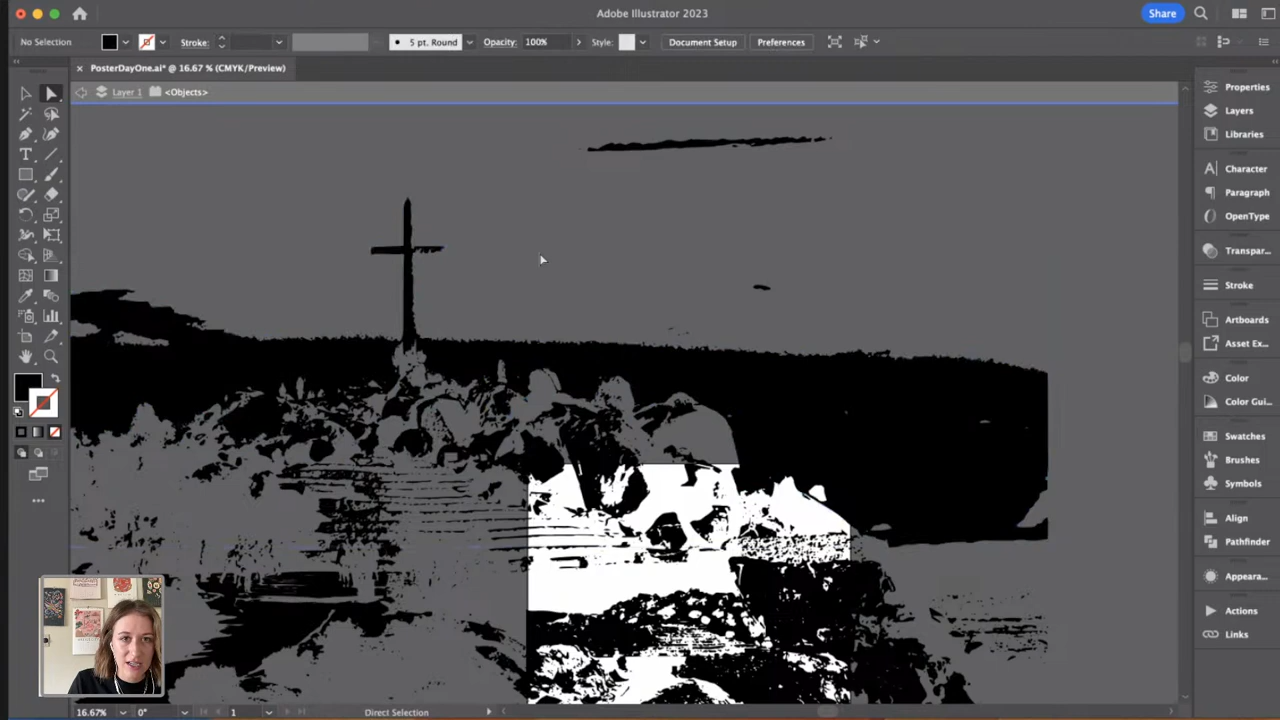 Adobe Illustrator 2023
Share
No Selection
Stroke:
5 pt. Round
Opacity:
100%
Style:
Document Setup
Preferences
× PosterDayOne.ai* @ 16.67 % (CMYK/Preview)
Layer 1
<Objects>
Properties
Layers
Libraries
Character
Paragraph
OpenType
Transpar...
Stroke
Artboards
Asset Ex...
Color
Color Gui...
Swatches
Brushes
Symbols
Align
Pathfinder
Appeara...
Actions
Links
16.67%
0°
1
Direct Selection